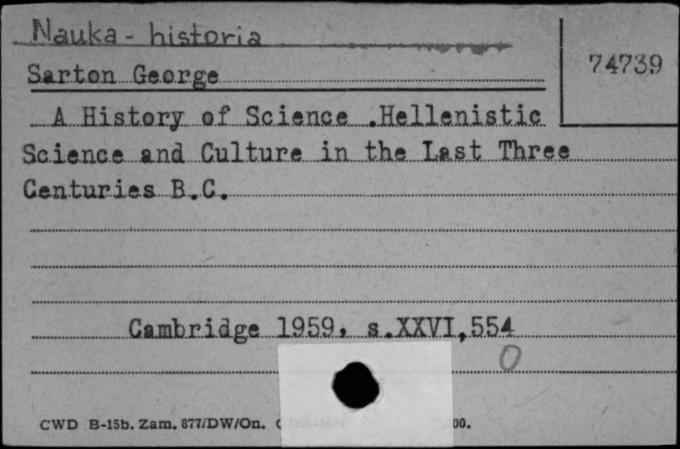 Nauka - historia
74739
Sarton George
A History of Science .Hellenistic
Science and Culture in the Last Three
Centuries B.C.
Cambridge 1959, s.XXVI,554
0
CWD B-15b. Zam. 877/DW/On.
00.